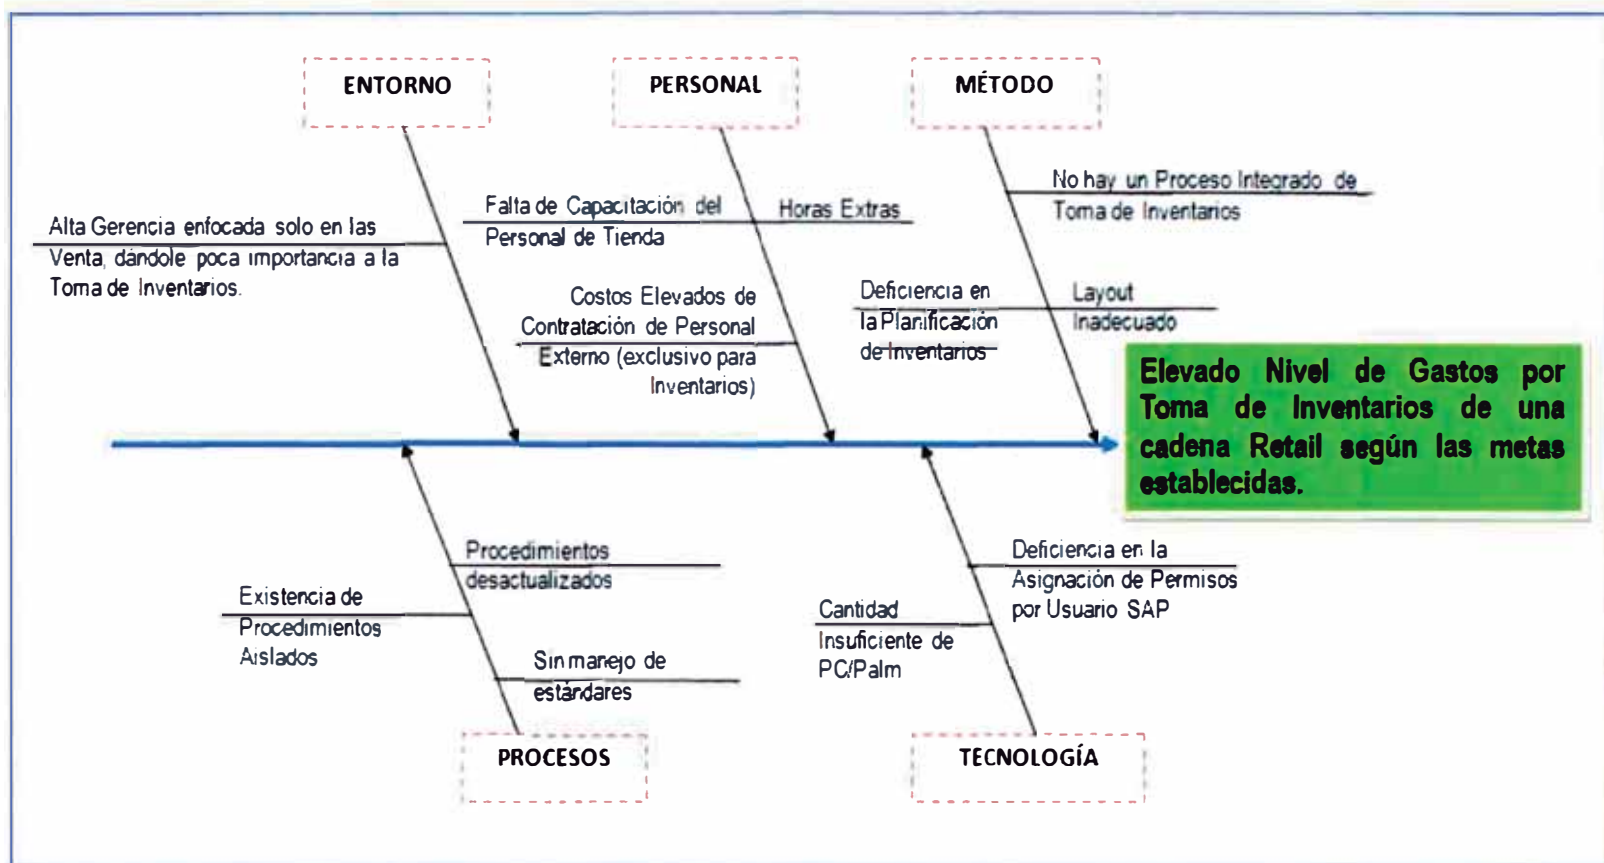 ENTORNO
PERSONAL
MÉTODO
Alta Gerencia enfocada solo en las
Venta, dándole poca importancia a la
Toma de Inventarios.
Falta de Capacitación del
Personal de Tienda
Horas Extras
Costos Elevados de
Contratación de Personal
Externo (exclusivo para
Inventarios)
No hay un Proceso Integrado de
Toma de Inventarios
Deficiencia en
la Planificación
de Inventarios
Layout
Inadecuado
Elevado Nivel de Gastos por
Toma de Inventarios de una
cadena Retail según las metas
establecidas.
Procedimientos
desactualizados
Existencia de
Procedimientos
Aislados
Sin manejo de
estándares
Deficiencia en la
Asignación de Permisos
por Usuario SAP
Cantidad
Insuficiente de
PC/Palm
PROCESOS
TECNOLOGÍA